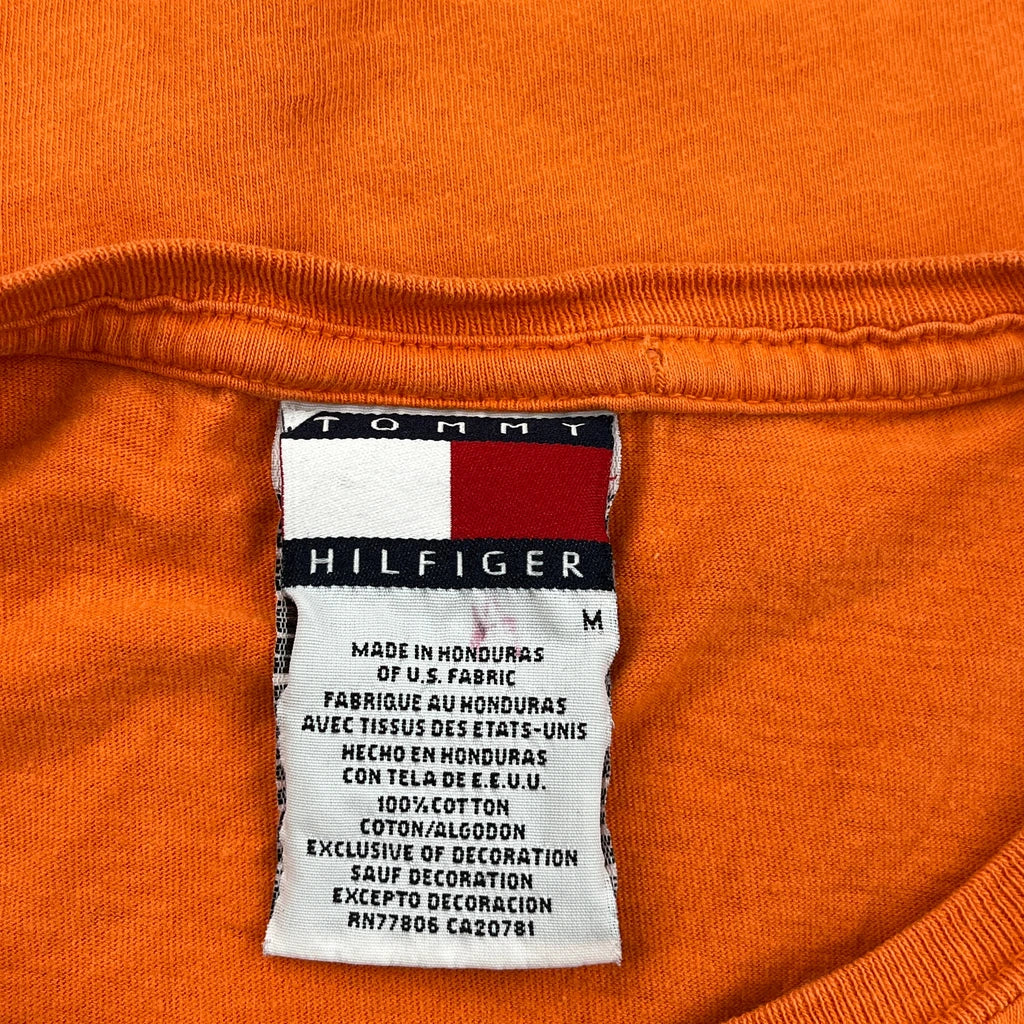 TOMMY
HILFIGER
M
MADE IN HONDURAS
OF U.S. FABRIC
FABRIQUE AU HONDURAS
AVEC TISSUS DES ETATS-UNIS
HECHO EN HONDURAS
CON TELA DE E.E.U.U.
100% COTTON
COTON/ALGODON
EXCLUSIVE OF DECORATION
SAUF DECORATION
EXCEPTO DECORACION
RN77806 CA20781